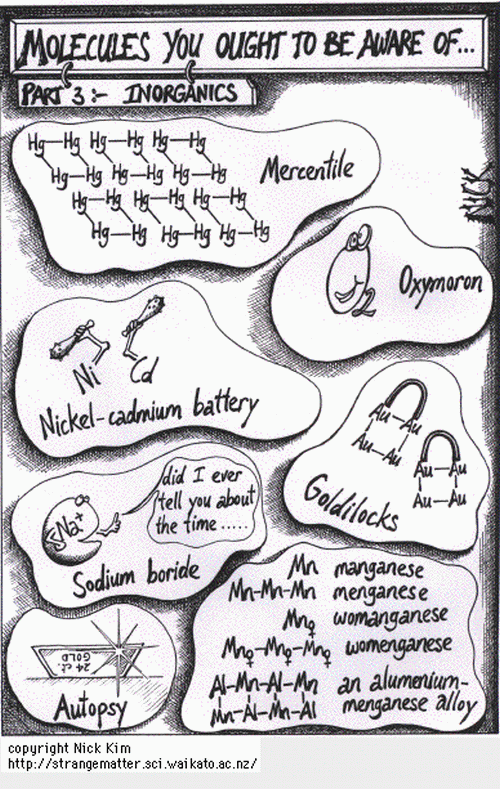 MOLECULES YOU OUGHT TO BE AWARE OF...
PART 3:- INORGANICS
Hg-Hg Hg-Hg Hg-Hg
Hg-Hg Hg-Hg Hg-Hg
Hg-Hg Hg-Hg Hg-Hg
Hg-Hg Hg-Hg Hg-Hg
Mercentile
NICK
O2
Oxymoron
Ni Cd
Nickel-cadmium battery
Au-Au
Au-Au
Au-Au
Au-Au
Goldilocks
did I ever
tell you about
the time .....
Na+
Sodium boride
24 ct.
GOLD
Autopsy
Mn manganese
Mn-Mn-Mn menganese
Mn♀ womanganese
Mn♀-Mn♀-Mn♀ womenganese
Al-Mn-Al-Mn an alumenium-
Mn-Al-Mn-Al menganese alloy
copyright Nick Kim
http://strangematter.sci.waikato.ac.nz/